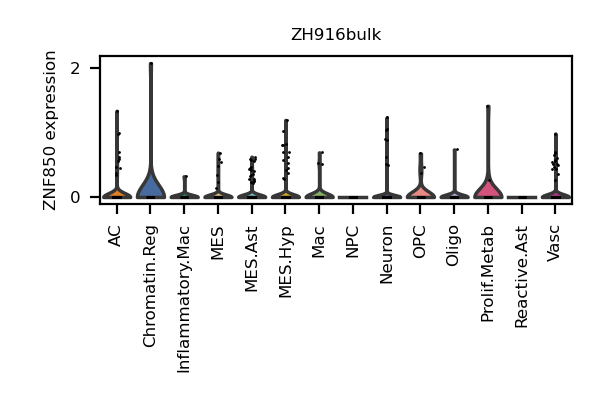 ZH916bulk
ZNF850 expression
2
0
AC
Chromatin.Reg
Inflammatory.Mac
MES
MES.Ast
MES.Hyp
Mac
NPC
Neuron
OPC
Oligo
Prolif.Metab
Reactive.Ast
Vasc